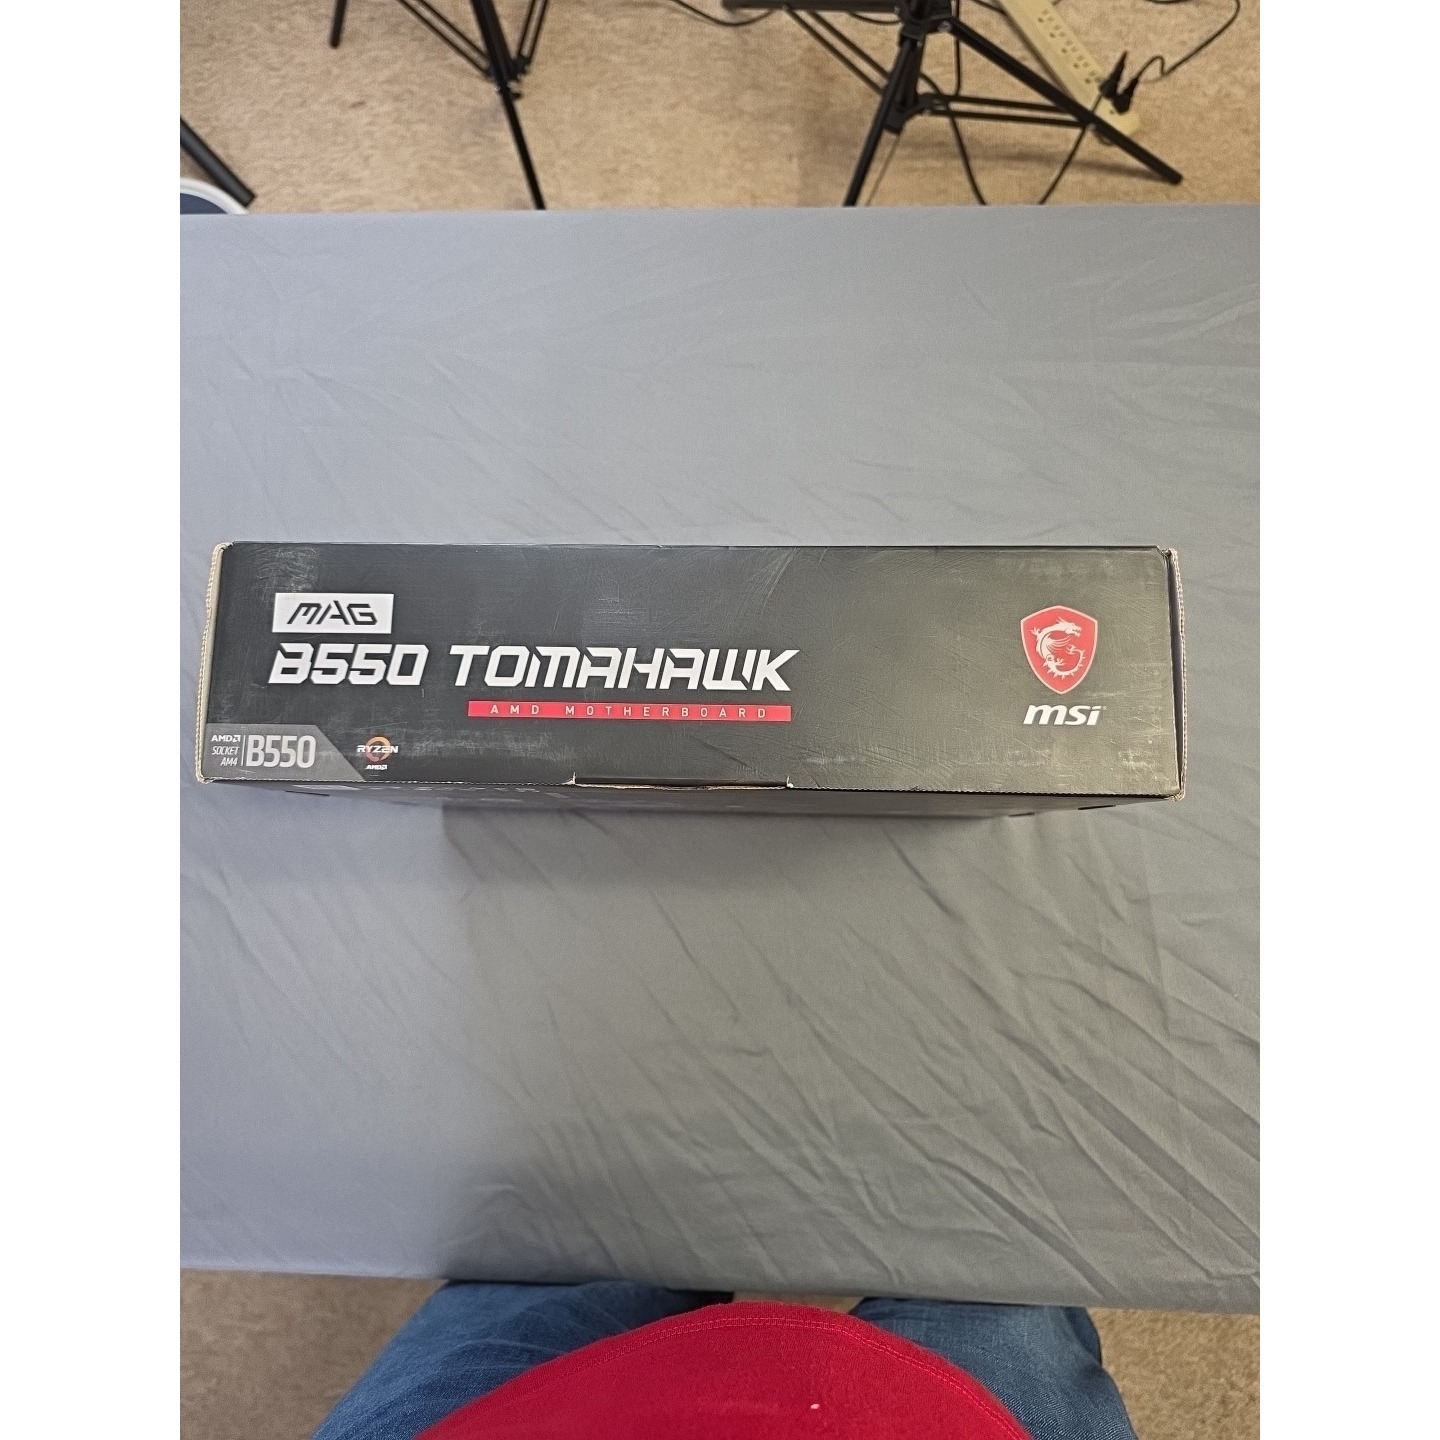 MAG
B550 TOMAHAWK
AMD MOTHERBOARD
AMD
SOCKET
AM4
B550
RYZEN
AMD
msi